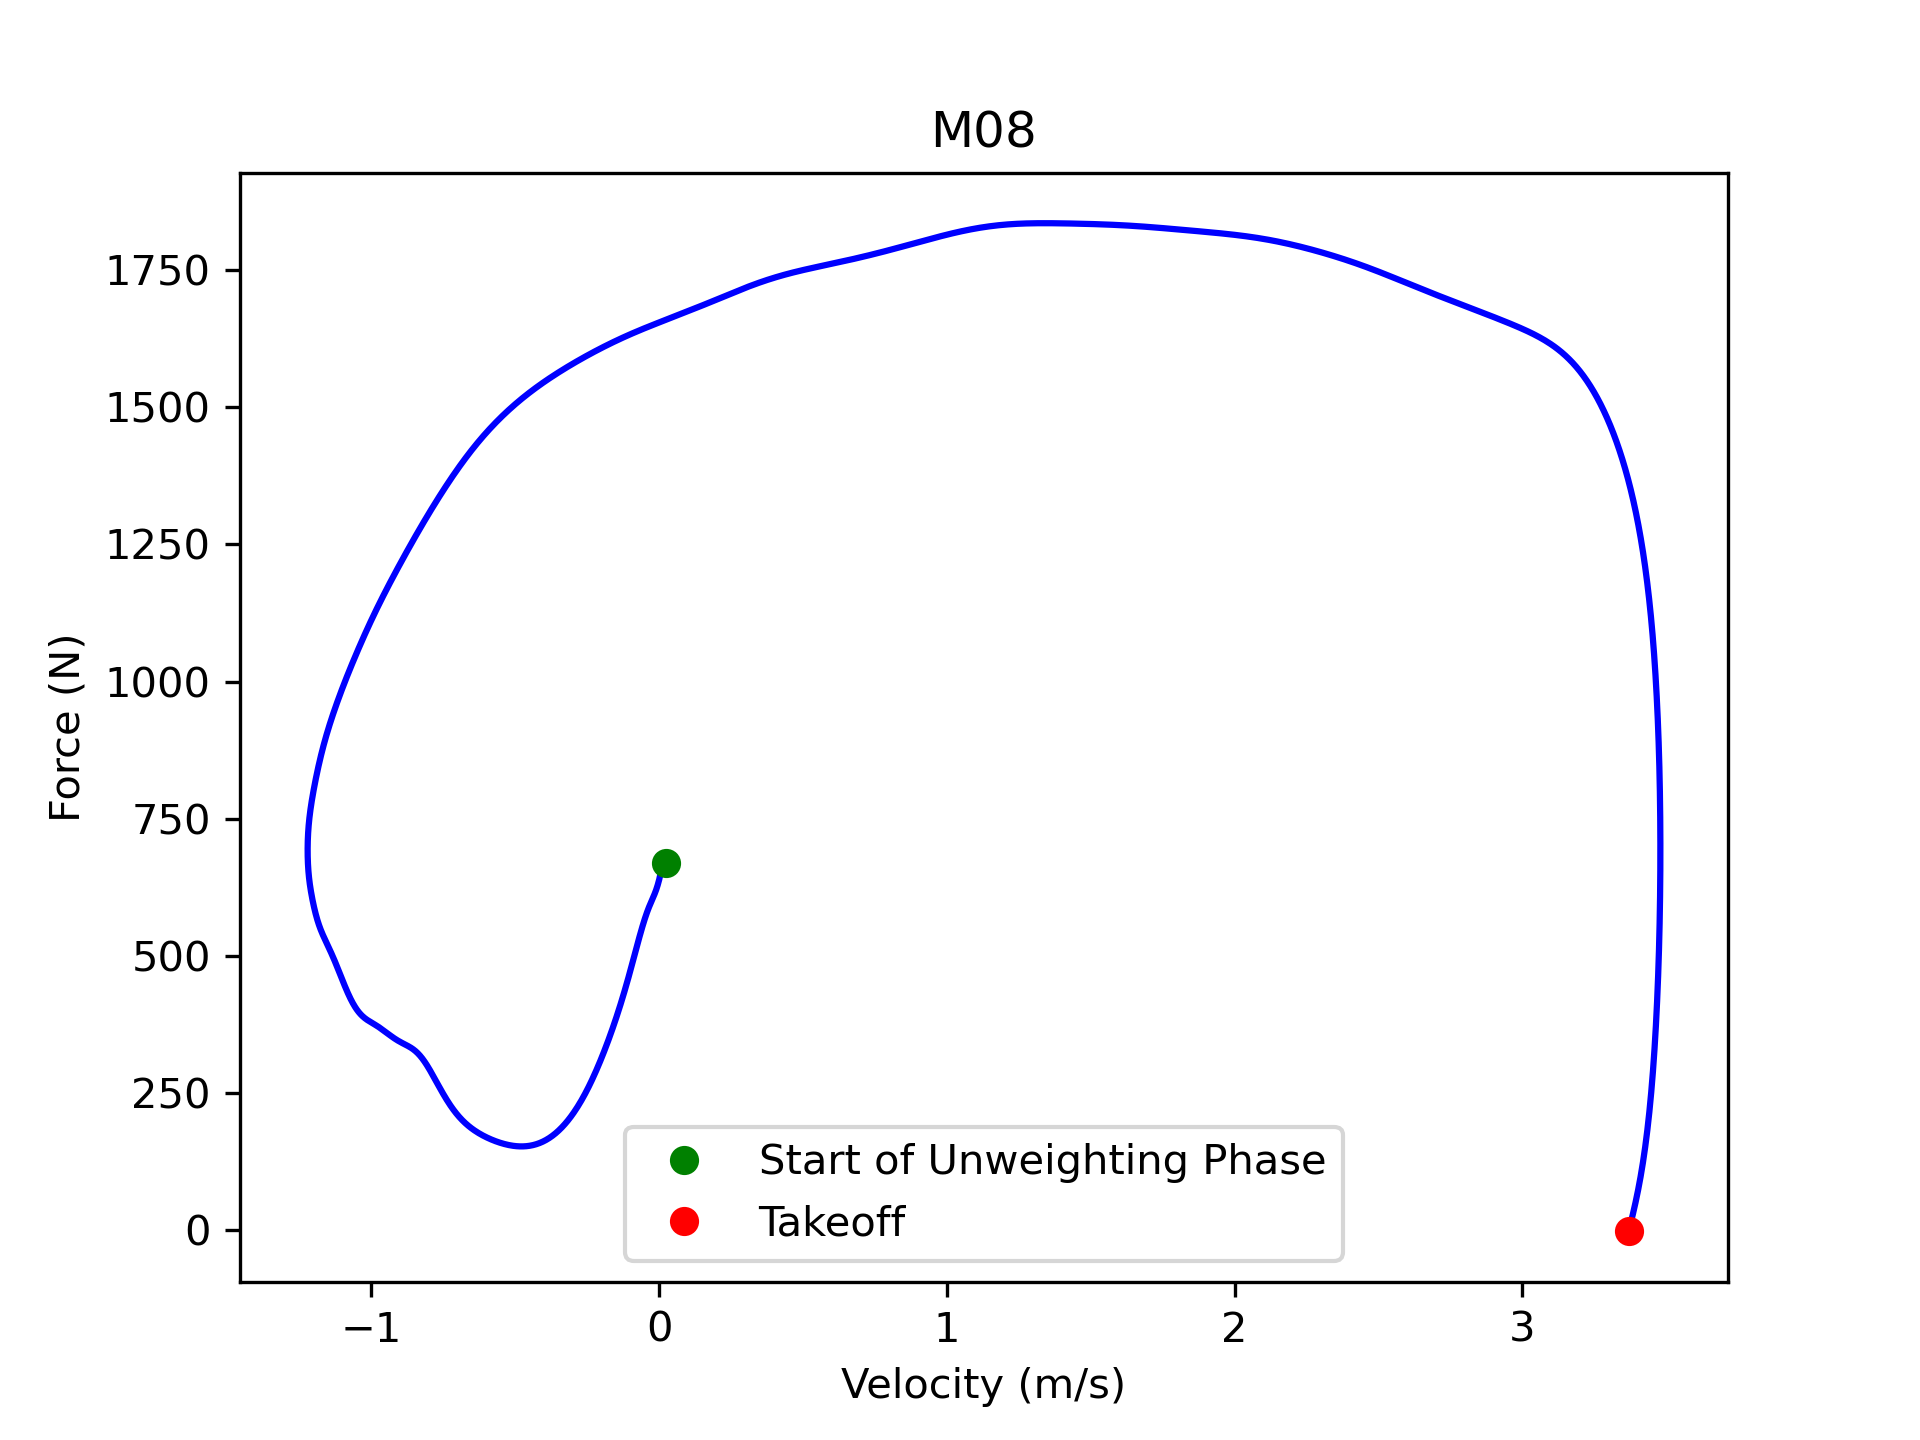 M08
1750
1500
1250
1000
750
500
250
0
Force (N)
−1 0 1 2 3
Velocity (m/s)
Start of Unweighting Phase
Takeoff